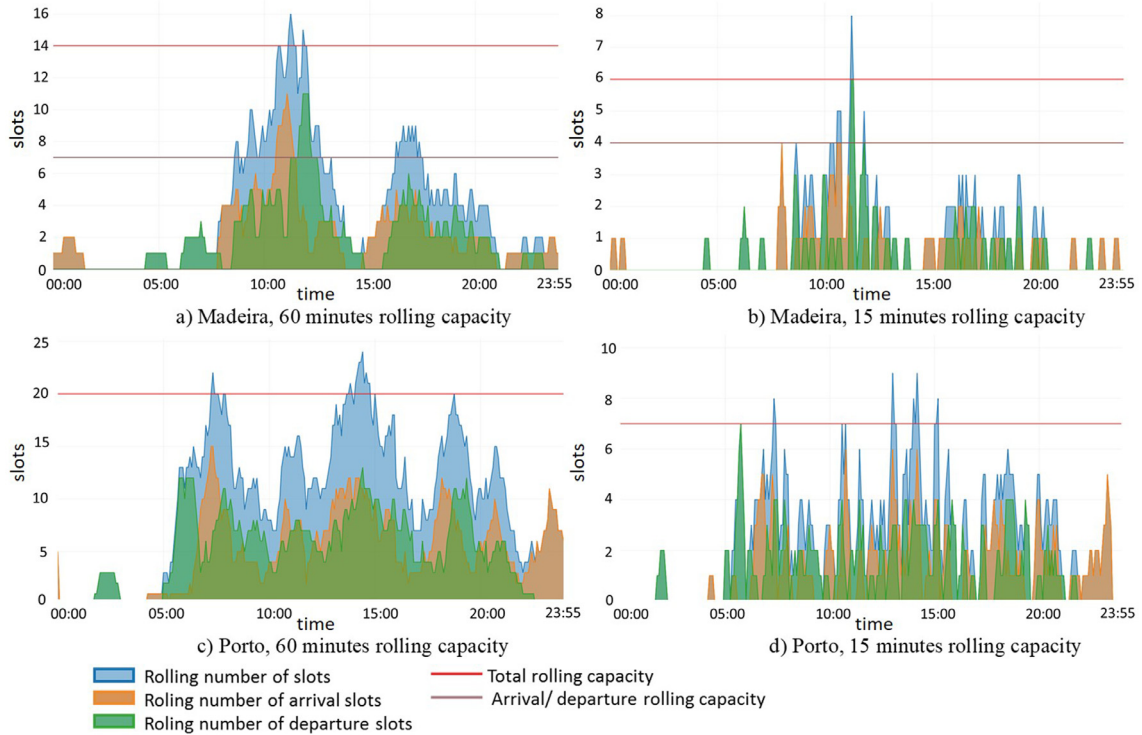 16
14
12
10
8
6
4
2
0
slots
00:00 05:00 10:00 15:00 20:00 23:55
time
a) Madeira, 60 minutes rolling capacity
8
7
6
5
4
3
2
1
0
slots
00:00 05:00 10:00 15:00 20:00 23:55
time
b) Madeira, 15 minutes rolling capacity
25
20
15
10
5
0
slots
00:00 05:00 10:00 15:00 20:00 23:55
time
c) Porto, 60 minutes rolling capacity
10
8
6
4
2
0
slots
00:00 05:00 10:00 15:00 20:00 23:55
time
d) Porto, 15 minutes rolling capacity
Rolling number of slots
Roling number of arrival slots
Roling number of departure slots
Total rolling capacity
Arrival/ departure rolling capacity